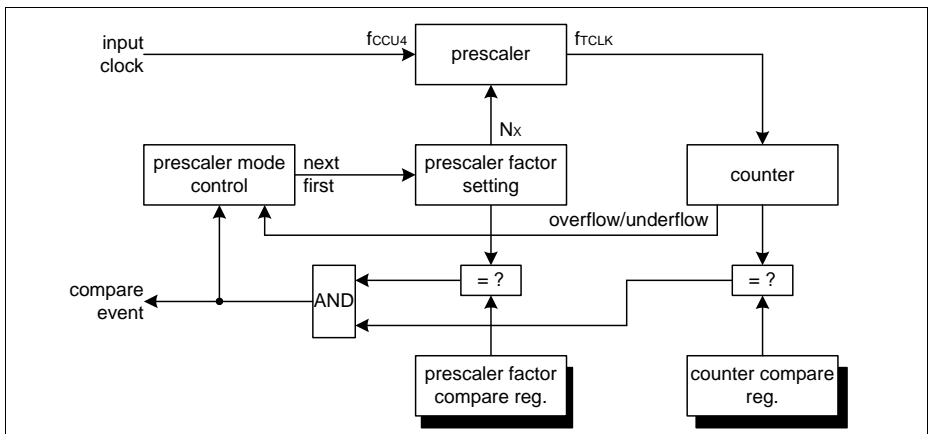 input
clock
fCCU4
prescaler
fTCLK
Nx
prescaler mode
control
next
first
prescaler factor
setting
counter
overflow/underflow
= ?
= ?
compare
event
AND
prescaler factor
compare reg.
counter compare
reg.